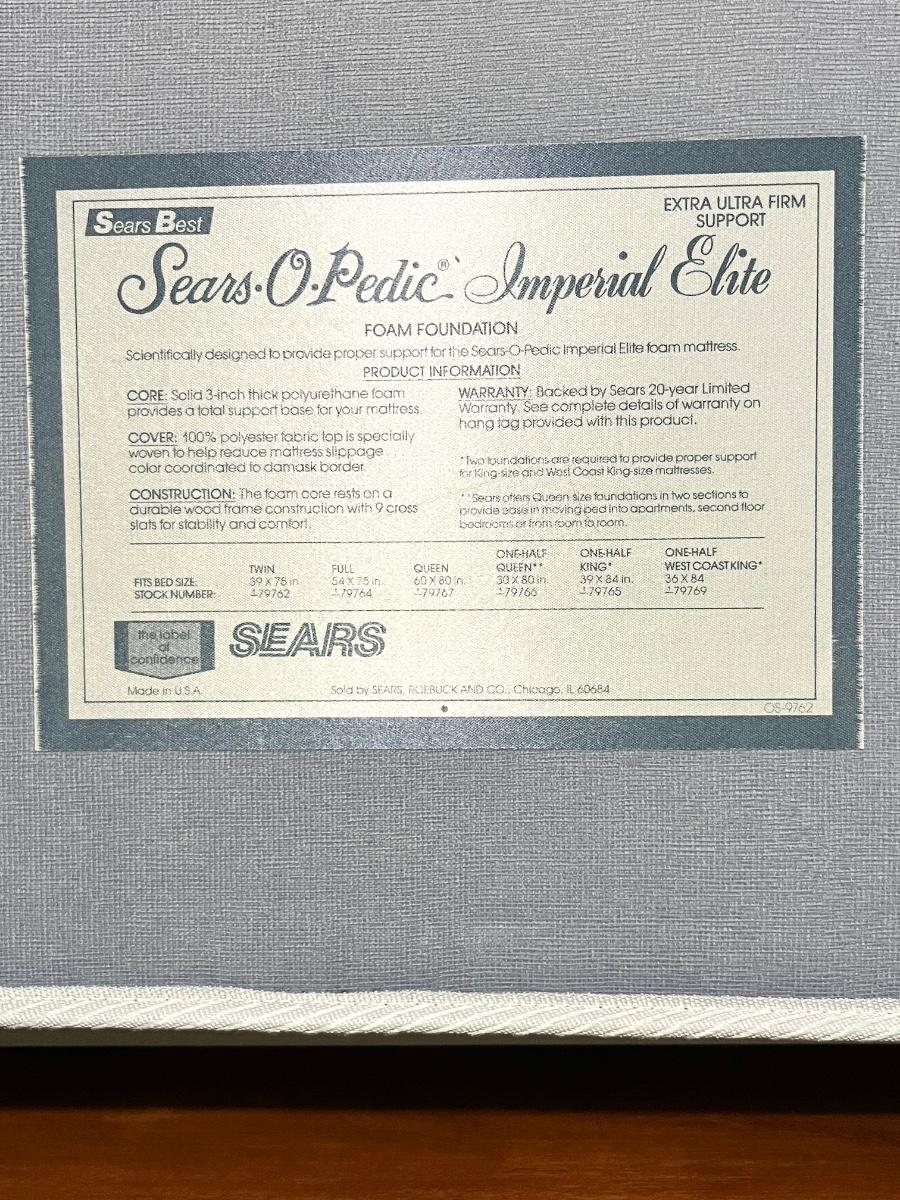 Sears Best
EXTRA ULTRA FIRM
SUPPORT
Sears·O·Pedic® Imperial Elite
FOAM FOUNDATION
Scientifically designed to provide proper support for the Sears-O-Pedic Imperial Elite foam mattress.
PRODUCT INFORMATION
CORE: Solid 3-inch thick polyurethane foam
provides a total support base for your mattress.
COVER: 100% polyester fabric top is specially
woven to help reduce mattress slippage . . .
color coordinated to damask border.
CONSTRUCTION: The foam core rests on a
durable wood frame construction with 9 cross
slats for stability and comfort.
WARRANTY: Backed by Sears 20-year Limited
Warranty. See complete details of warranty on
hang tag provided with this product.
*Two foundations are required to provide proper support
for King-size and West Coast King-size mattresses.
**Sears offers Queen-size foundations in two sections to
provide ease in moving bed into apartments, second floor
bedrooms or from room to room.
TWIN FULL QUEEN ONE-HALF QUEEN** ONE-HALF KING* ONE-HALF WEST COAST KING*
FITS BED SIZE: 39 X 75 in. 54 X 75 in. 60 X 80 in. 30 X 80 in. 39 X 84 in. 36 X 84
STOCK NUMBER: 79762 79764 79767 79766 79765 79769
the label
of
confidence
SEARS
Made in U.S.A.
Sold by SEARS, ROEBUCK AND CO., Chicago, IL 60684
OS-9762